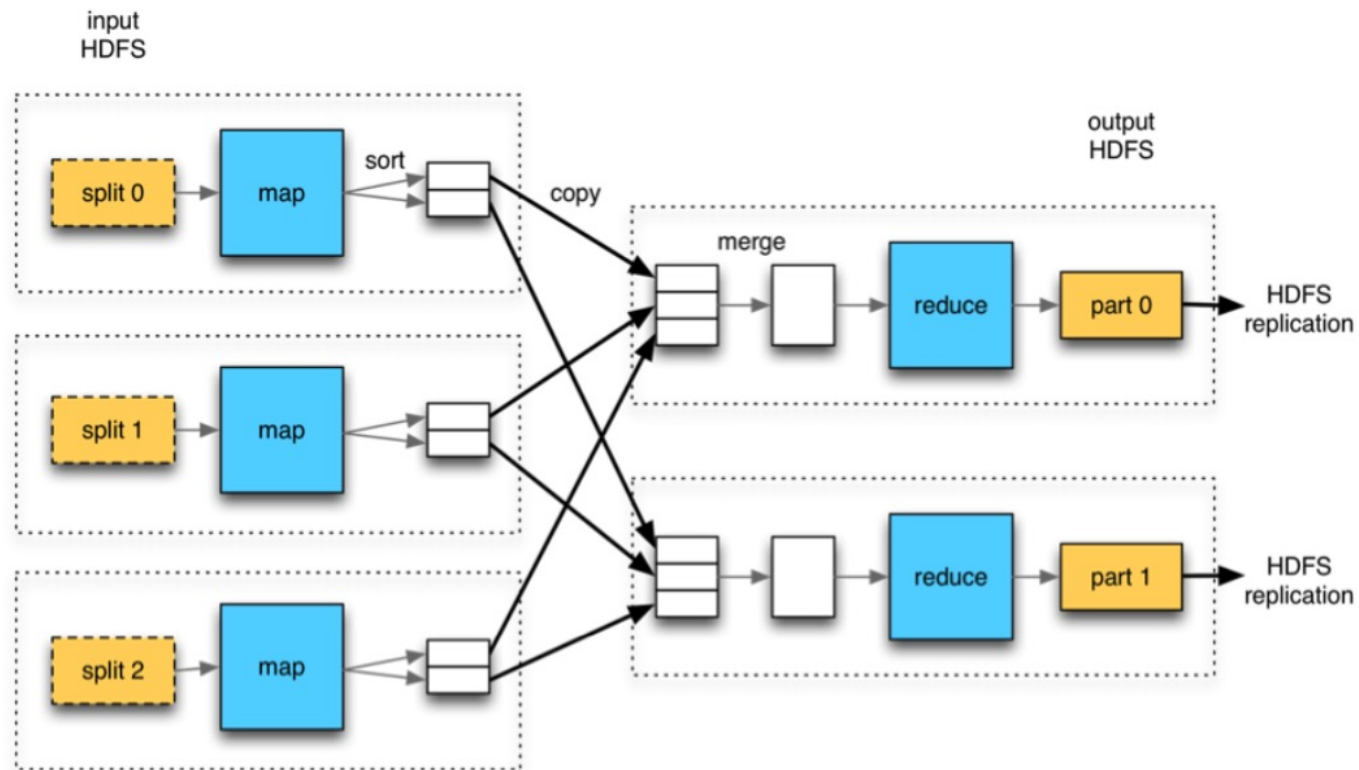 input
HDFS
split 0
map
sort
copy
split 1
map
split 2
map
output
HDFS
merge
reduce
part 0
HDFS
replication
reduce
part 1
HDFS
replication